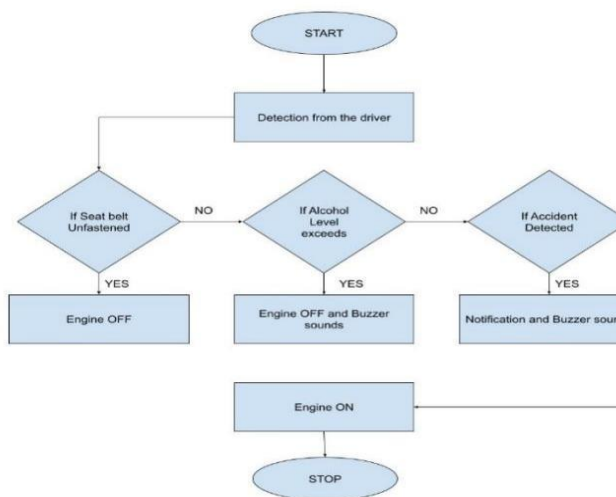 START
Detection from the driver
If Seat belt
Unfastened
NO
If Alcohol
Level
exceeds
NO
If Accident
Detected
YES
YES
YES
Engine OFF
Engine OFF and Buzzer
sounds
Notification and Buzzer soun
Engine ON
STOP